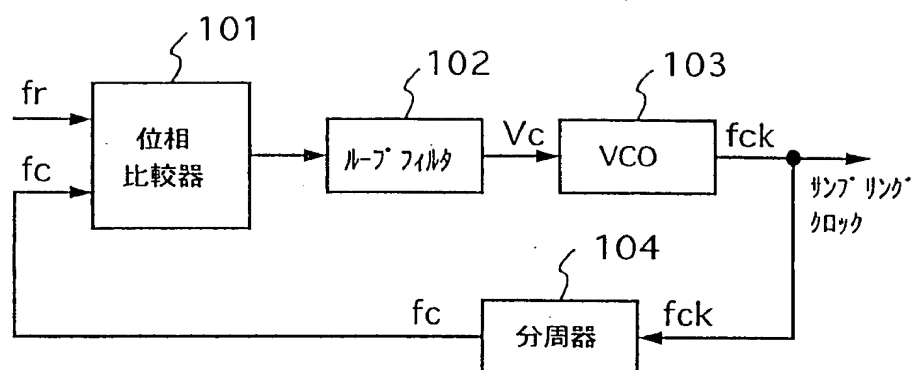 101
102
103
fr
fc
位相
比較器
ﾙｰﾌﾟﾌｨﾙﾀ
Vc
VCO
fck
ｻﾝﾌﾟﾘﾝｸﾞ
ｸﾛｯｸ
104
fc
分周器
fck